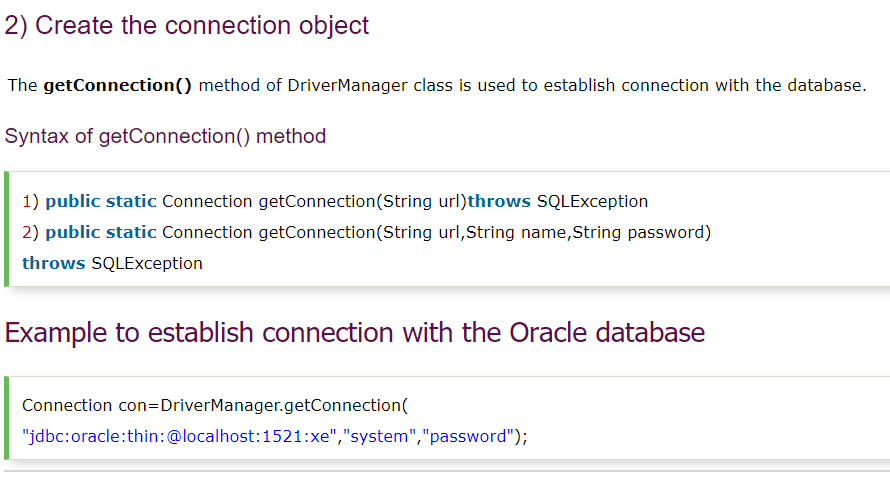 2) Create the connection object
The getConnection() method of DriverManager class is used to establish connection with the database.
Syntax of getConnection() method
1) public static Connection getConnection(String url)throws SQLException
2) public static Connection getConnection(String url,String name,String password)
throws SQLException
Example to establish connection with the Oracle database
Connection con=DriverManager.getConnection(
"jdbc:oracle:thin:@localhost:1521:xe","system","password");